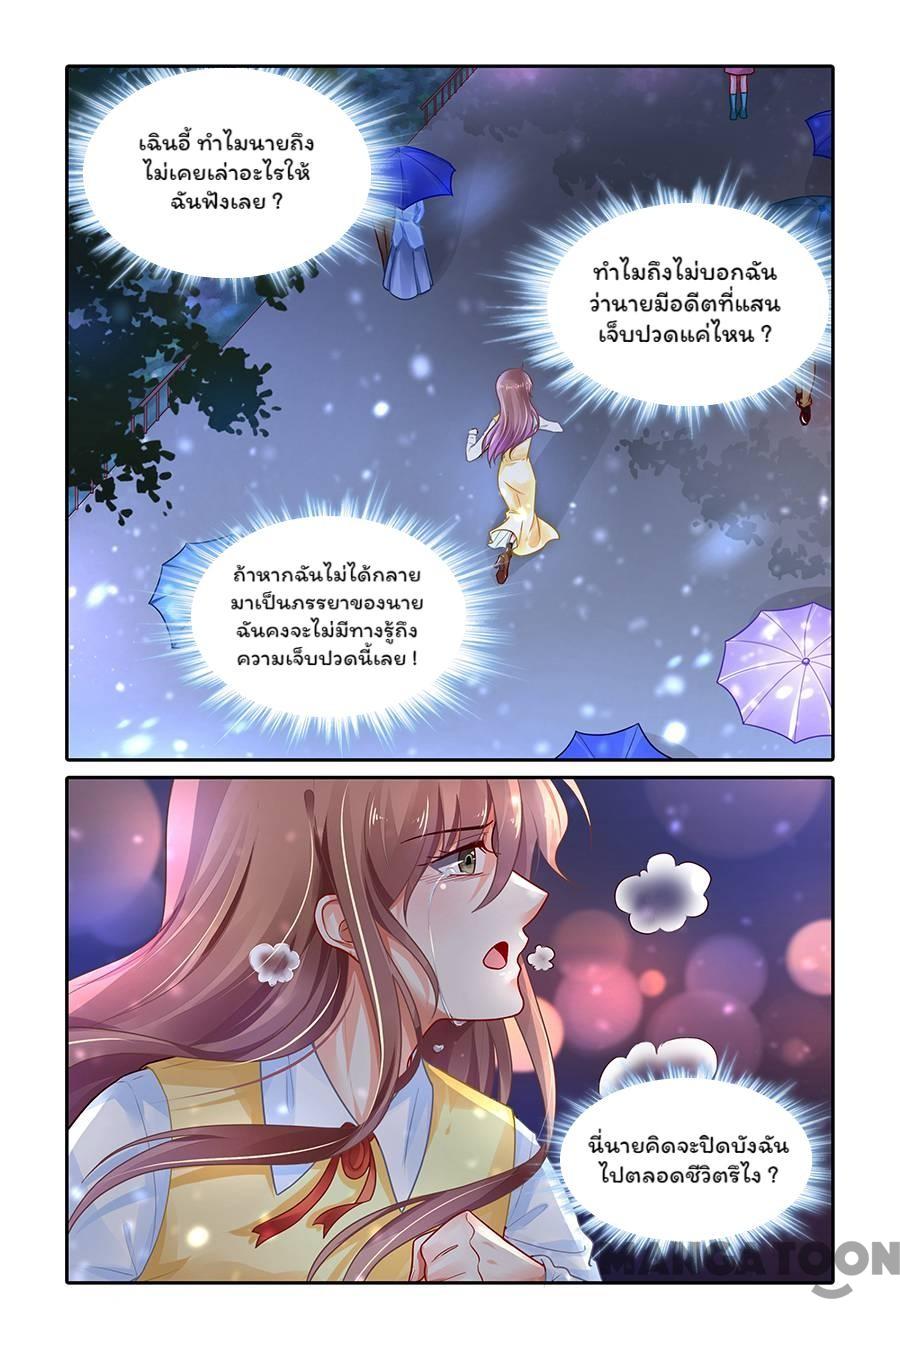 เฉินอี้ ทำไมนายถึง
ไม่เคยเล่าอะไรให้
ฉันฟังเลย ?
ทำไมถึงไม่บอกฉัน
ว่านายมีอดีตที่แสน
เจ็บปวดแค่ไหน ?
ถ้าหากฉันไม่ได้กลาย
มาเป็นภรรยาของนาย
ฉันคงจะไม่มีทางรู้ถึง
ความเจ็บปวดนี้เลย !
นี่นายคิดจะปิดบังฉัน
ไปตลอดชีวิตรึไง ?
MANGATOON